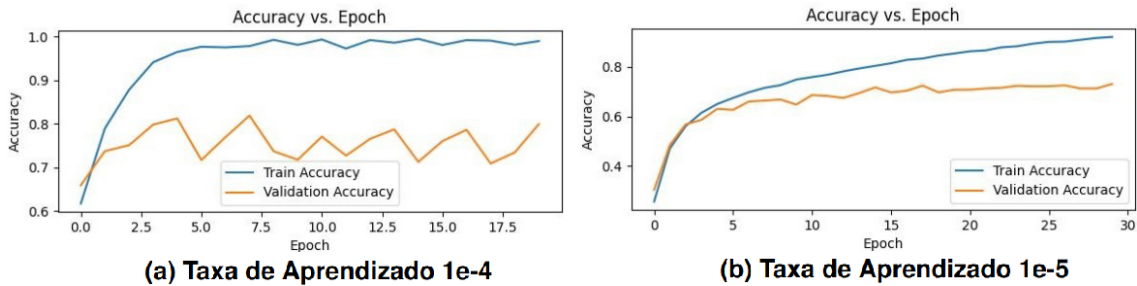 Accuracy vs. Epoch
1.0
0.9
0.8
0.7
0.6
Accuracy
Train Accuracy
Validation Accuracy
0.0 2.5 5.0 7.5 10.0 12.5 15.0 17.5
Epoch
(a) Taxa de Aprendizado 1e-4
Accuracy vs. Epoch
0.8
0.6
0.4
Accuracy
Train Accuracy
Validation Accuracy
0 5 10 15 20 25 30
Epoch
(b) Taxa de Aprendizado 1e-5